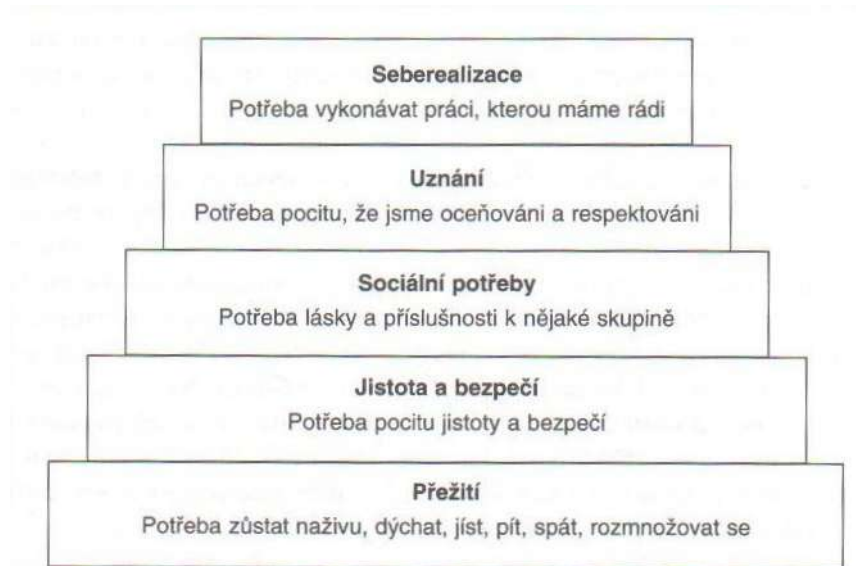 Seberealizace
Potřeba vykonávat práci, kterou máme rádi
Uznání
Potřeba pocitu, že jsme oceňováni a respektováni
Sociální potřeby
Potřeba lásky a příslušnosti k nějaké skupině
Jistota a bezpečí
Potřeba pocitu jistoty a bezpečí
Přežití
Potřeba zůstat naživu, dýchat, jíst, pít, spát, rozmnožovat se